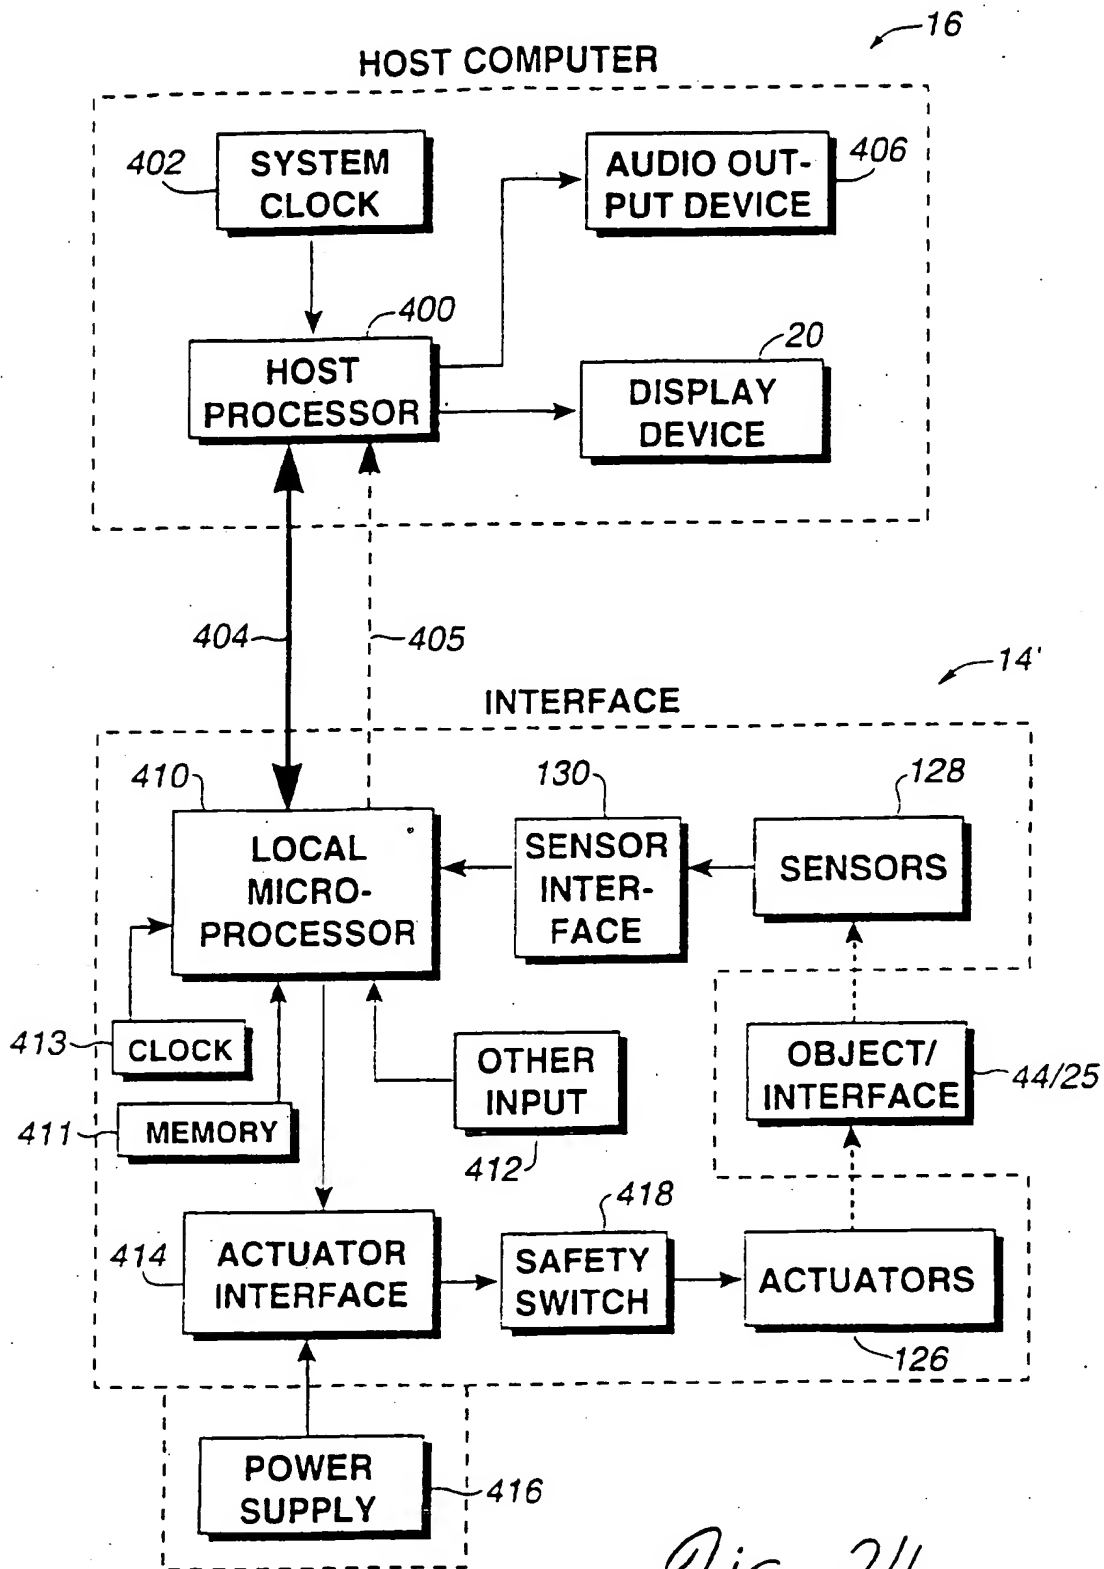 16
HOST COMPUTER
402
SYSTEM
CLOCK
AUDIO OUT-
PUT DEVICE
406
400
HOST
PROCESSOR
20
DISPLAY
DEVICE
404
405
14'
INTERFACE
410
LOCAL
MICRO-
PROCESSOR
130
SENSOR
INTER-
FACE
128
SENSORS
413
CLOCK
411
MEMORY
OTHER
INPUT
412
OBJECT/
INTERFACE
44/25
414
ACTUATOR
INTERFACE
418
SAFETY
SWITCH
ACTUATORS
126
POWER
SUPPLY
416
Fig. 24